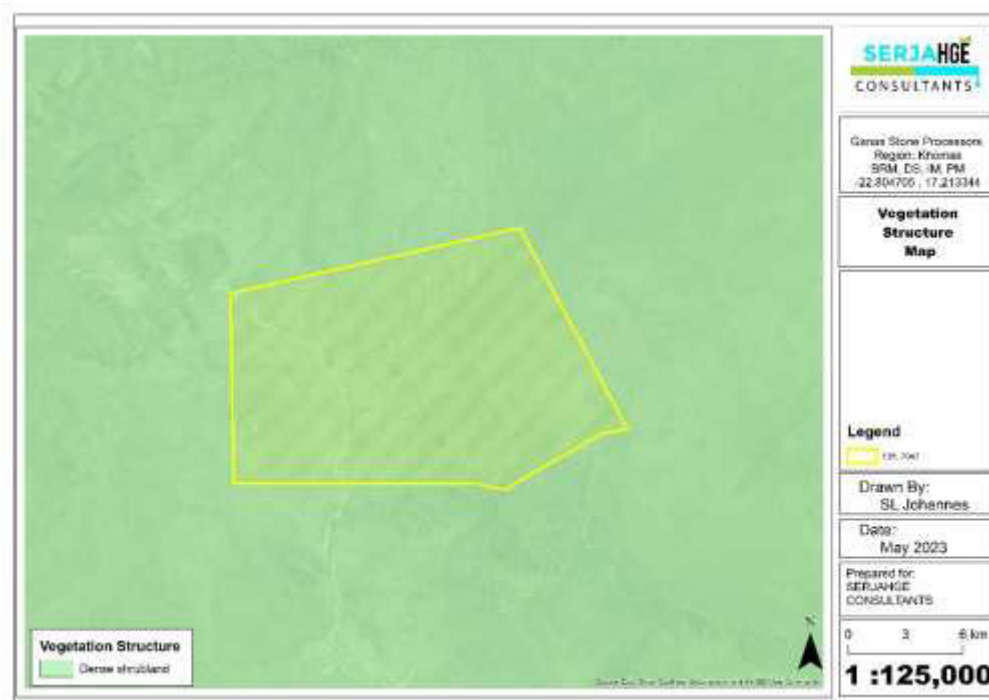 SERJAHGE
CONSULTANTS
Ganas Stone Processors
Region: Khomas
BRM, DS, IM, PM
-22.804705 , 17.213344
Vegetation
Structure
Map
Legend
EPL
Drawn By:
SL Johannes
Date:
May 2023
Prepared for:
SERJAHGE
CONSULTANTS
0 3 6 km
1 :125,000
N
Vegetation Structure
Dense shrubland